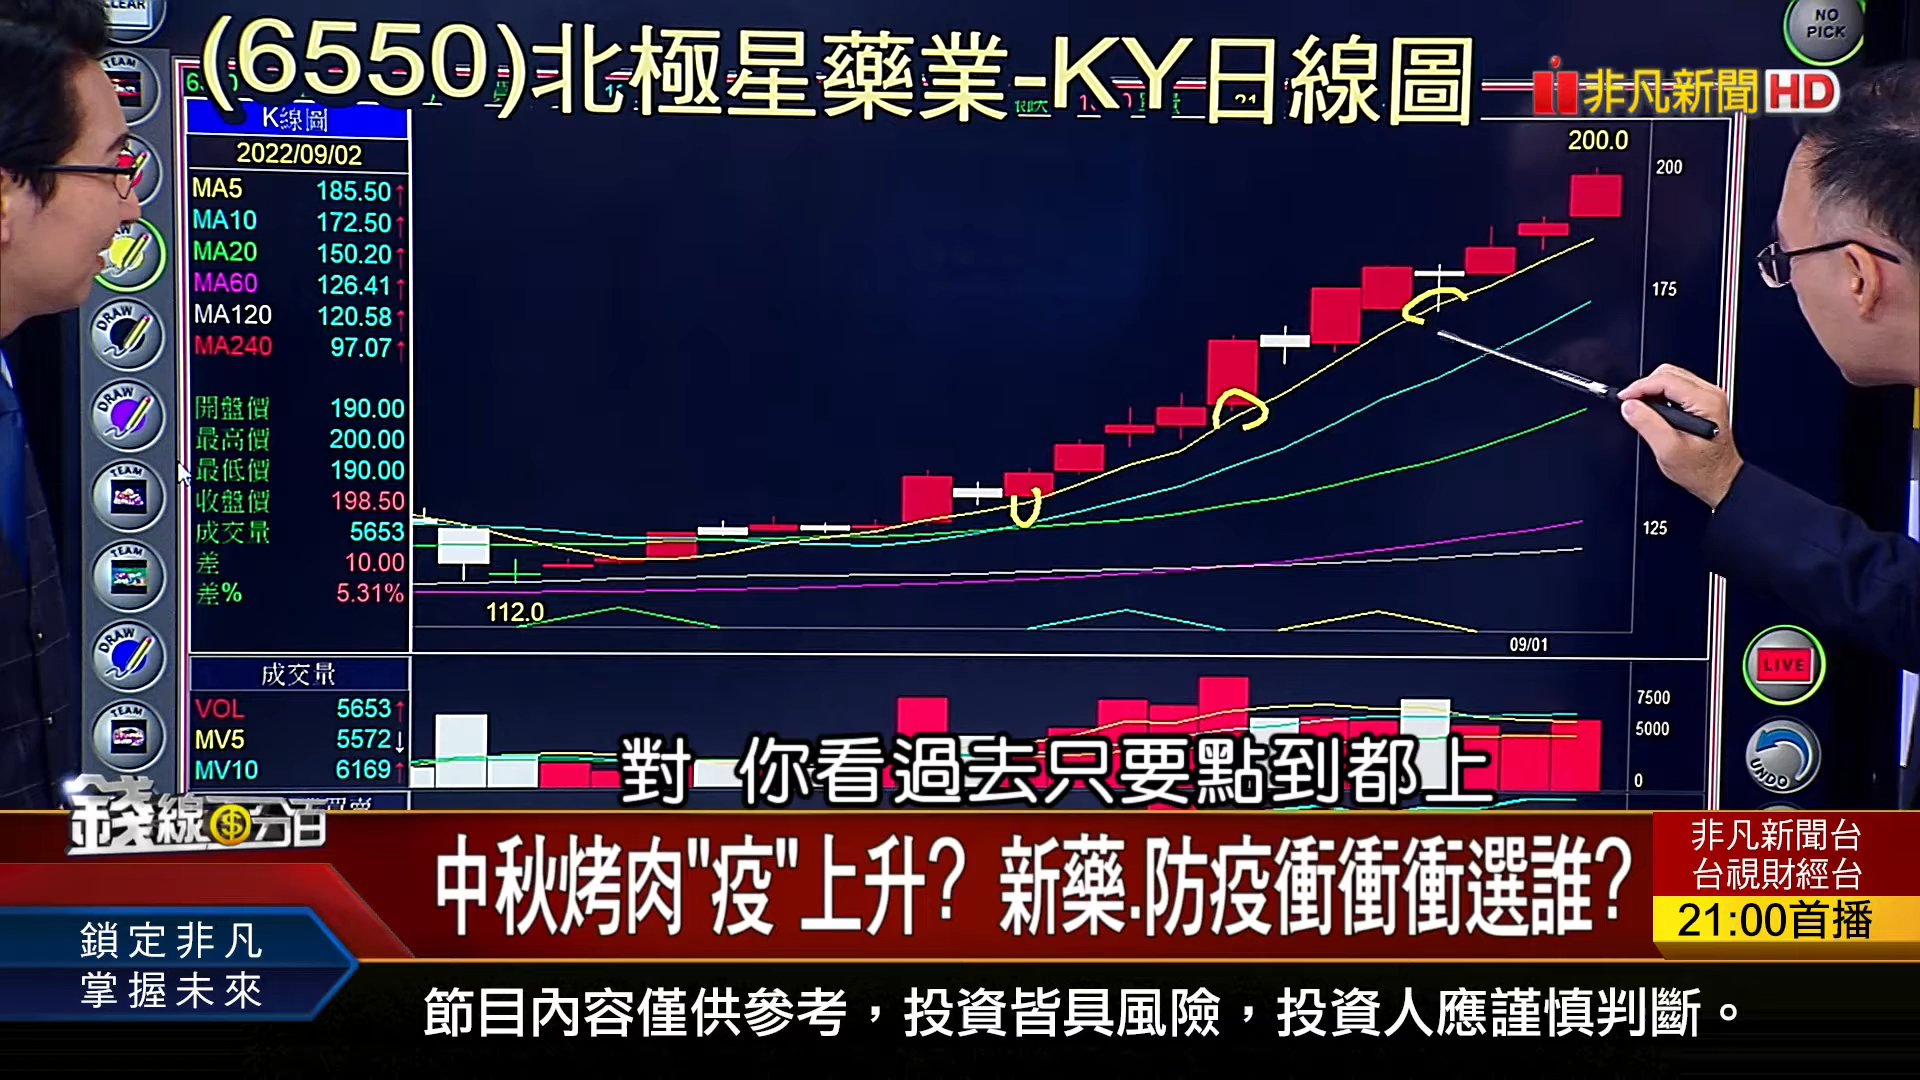 (6550)北極星藥業-KY日線圖
非凡新聞HD
CLEAR
NO PICK
TEAM
DRAW
DRAW
DRAW
TEAM
TEAM
DRAW
TEAM
K線圖
2022/09/02
MA5 185.50↑
MA10 172.50↑
MA20 150.20↑
MA60 126.41↑
MA120 120.58↑
MA240 97.07↑
開盤價 190.00
最高價 200.00
最低價 190.00
收盤價 198.50
成交量 5653
差 10.00
差% 5.31%
200.0
200
175
125
112.0
09/01
成交量
VOL 5653↑
MV5 5572↓
MV10 6169↑
7500
5000
0
LIVE
UNDO
對 你看過去只要點到都上
錢線百分百
中秋烤肉"疫"上升? 新藥.防疫衝衝衝選誰?
非凡新聞台
台視財經台
21:00首播
鎖定非凡
掌握未來
節目內容僅供參考，投資皆具風險，投資人應謹慎判斷。